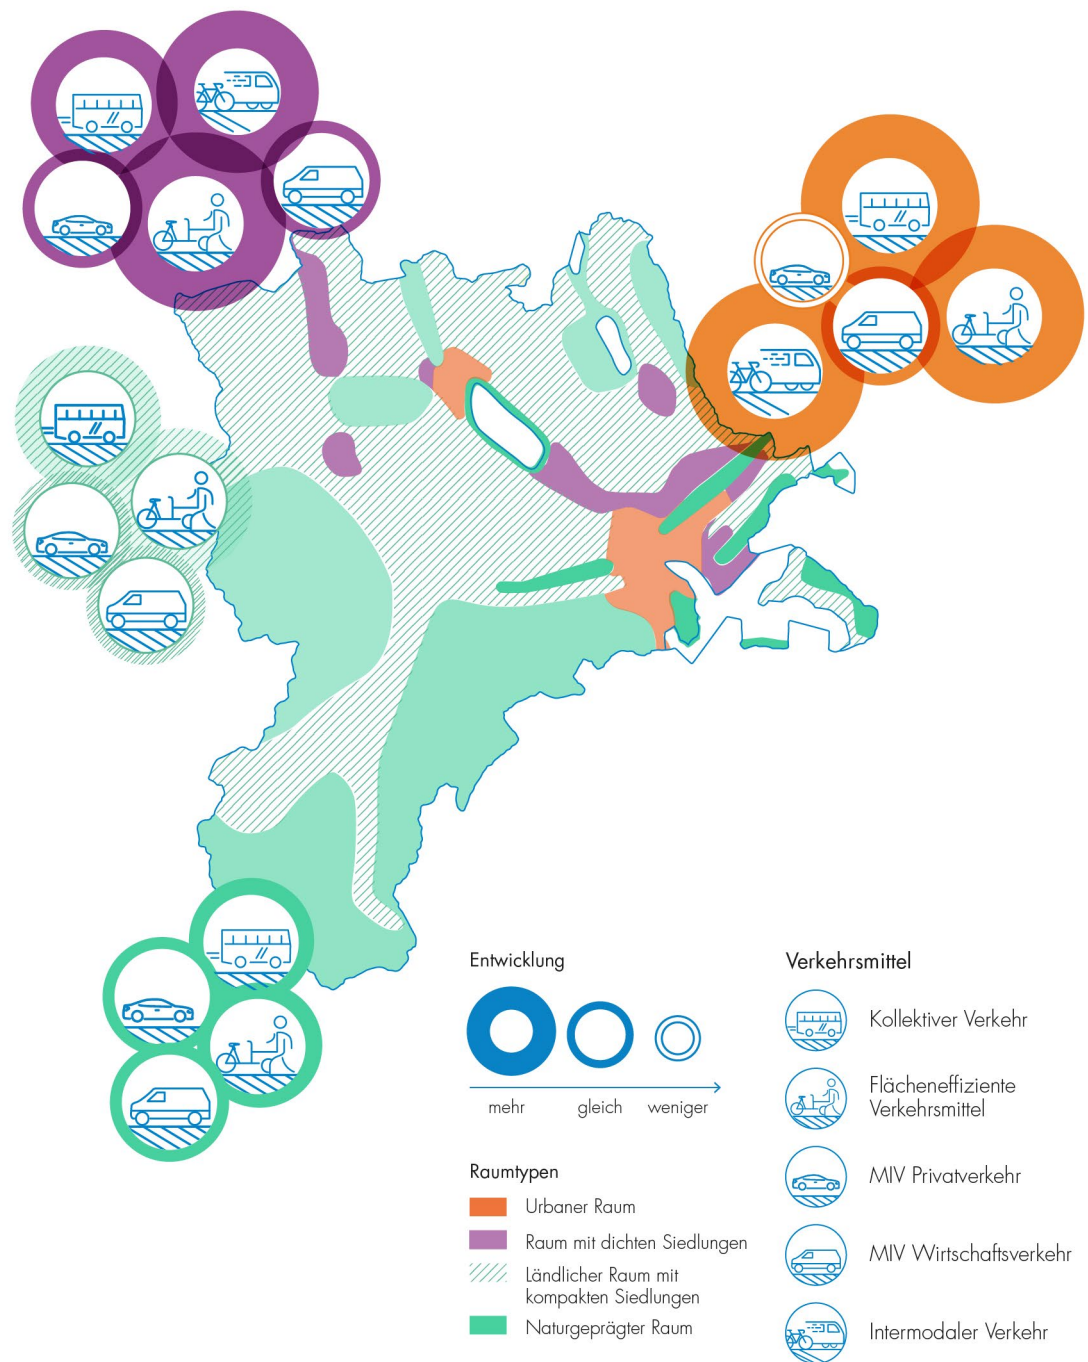 Entwicklung
mehr
gleich
weniger
Raumtypen
Urbaner Raum
Raum mit dichten Siedlungen
Ländlicher Raum mit
kompakten Siedlungen
Naturgeprägter Raum
Verkehrsmittel
Kollektiver Verkehr
Flächeneffiziente
Verkehrsmittel
MIV Privatverkehr
MIV Wirtschaftsverkehr
Intermodaler Verkehr